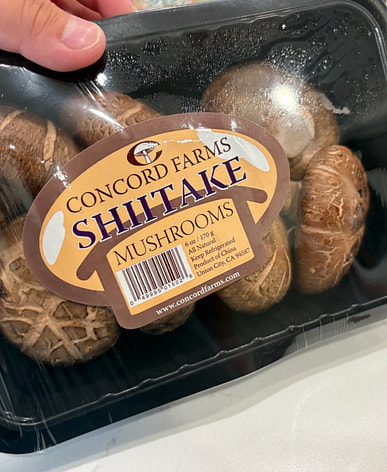 CONCORD FARMS
SHIITAKE
MUSHROOMS
6 oz / 170 g
All Natural
Keep Refrigerated
Product of China
Union City, CA 94587
www.concordfarms.com